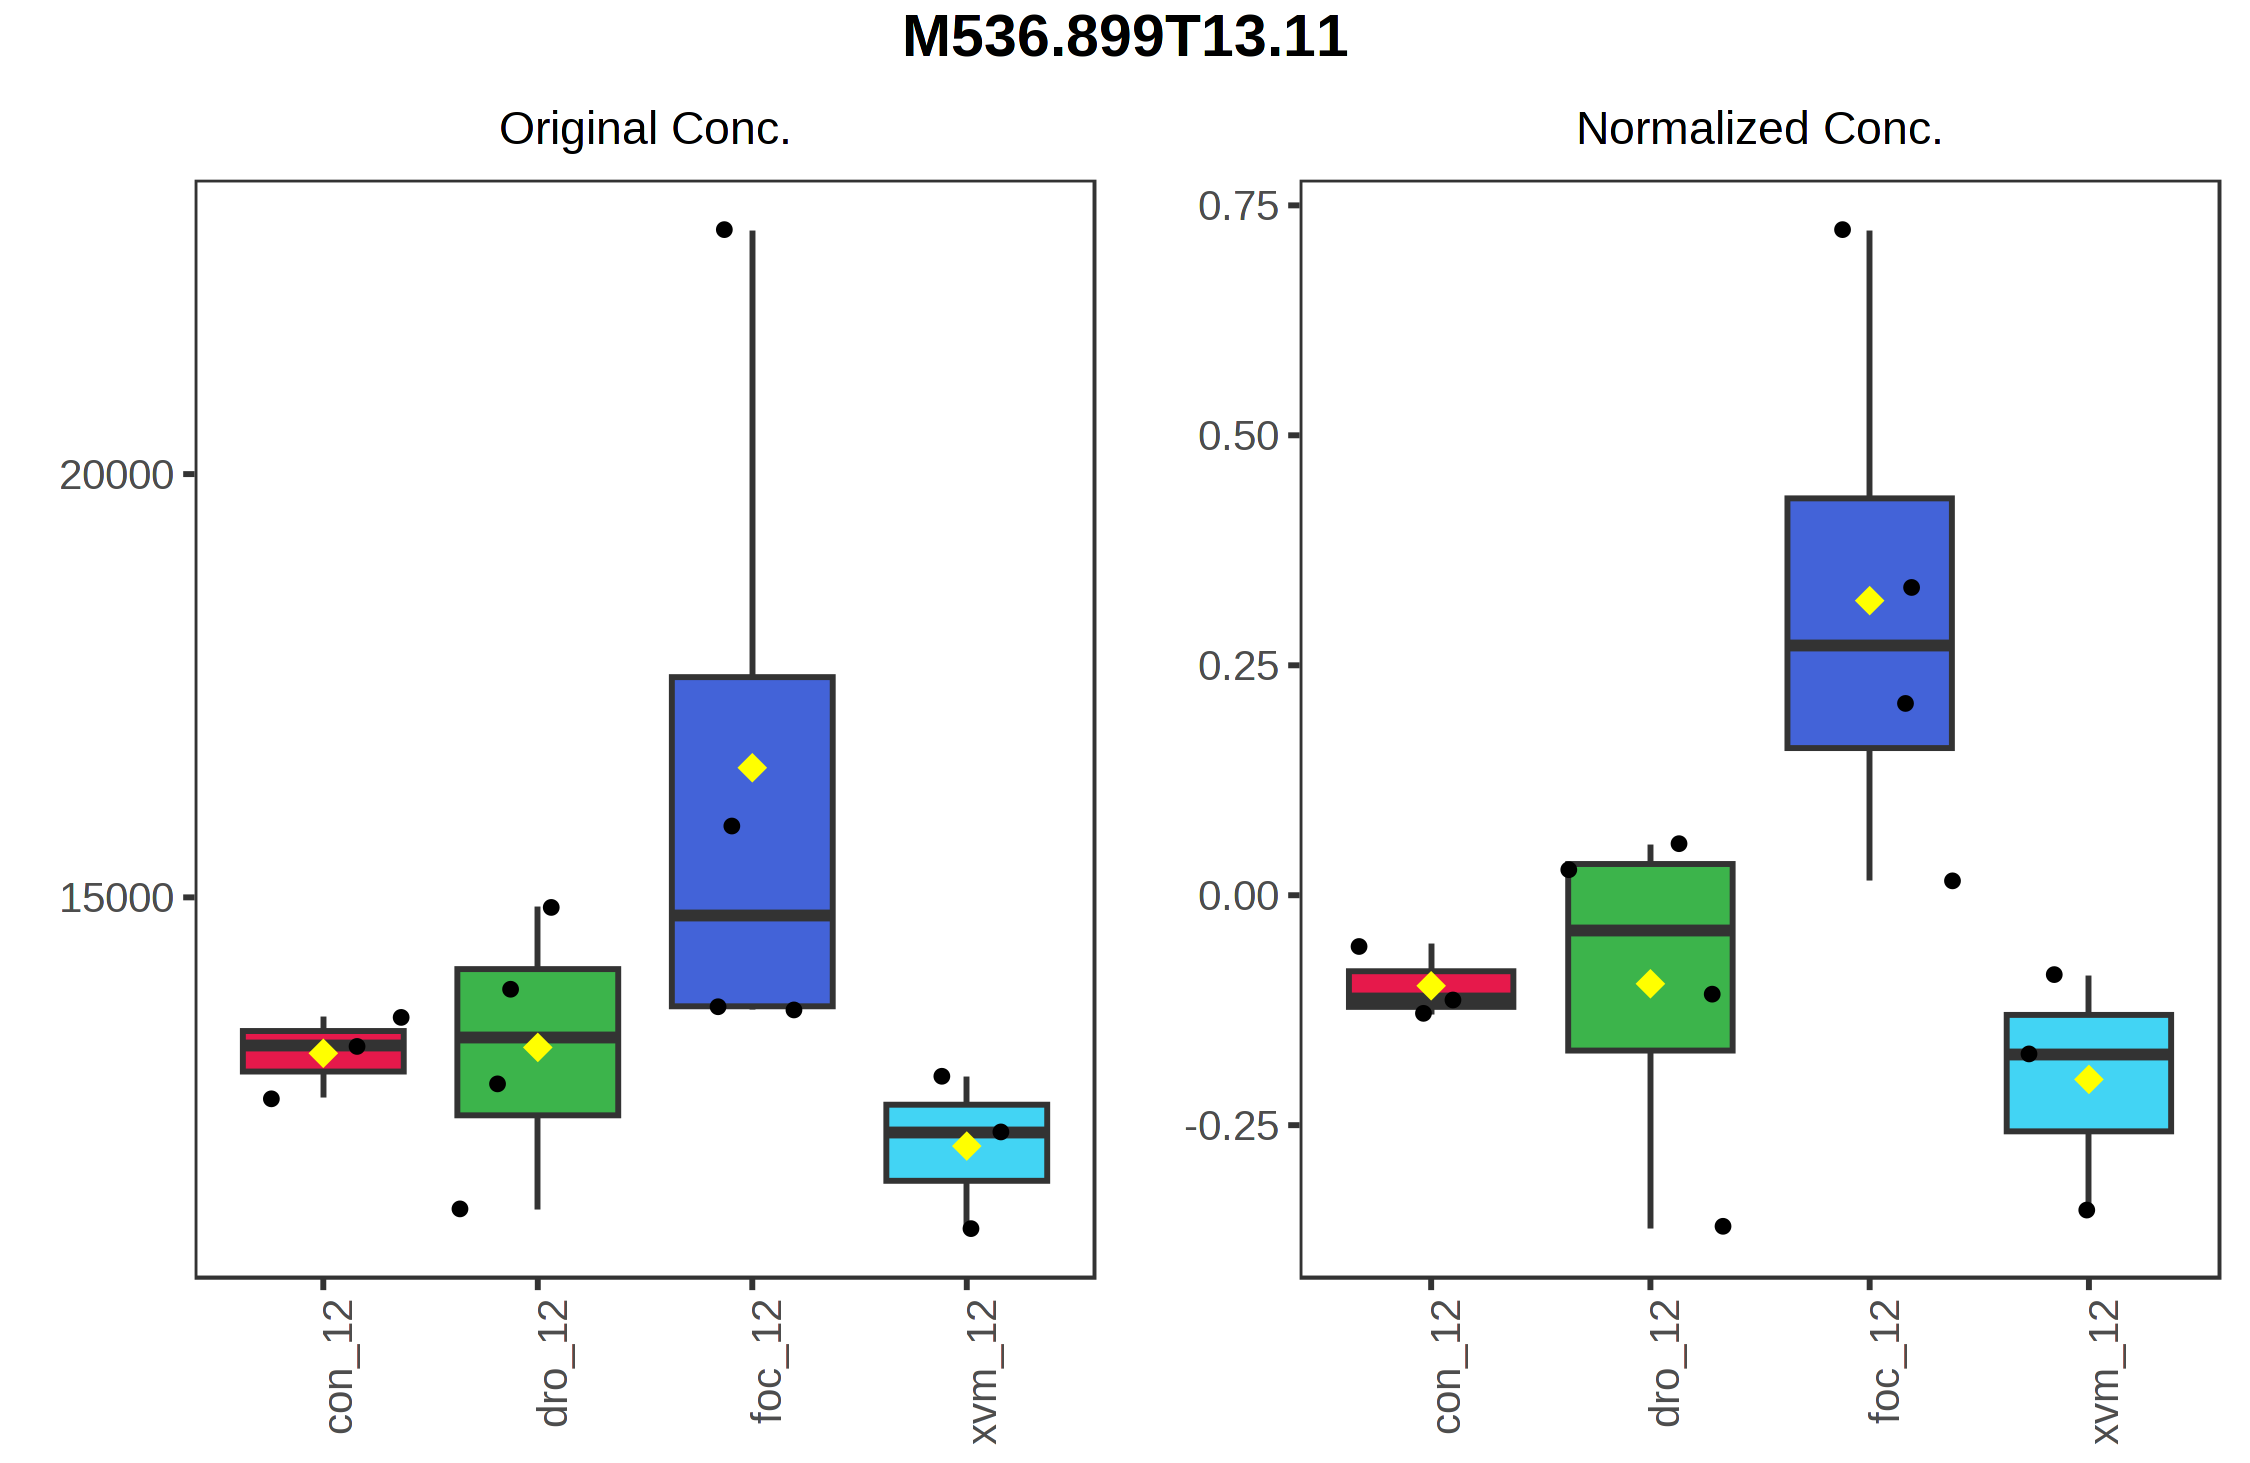 M536.899T13.11
Original Conc.
20000
15000
con_12
dro_12
foc_12
xvm_12
Normalized Conc.
0.75
0.50
0.25
0.00
-0.25
con_12
dro_12
foc_12
xvm_12